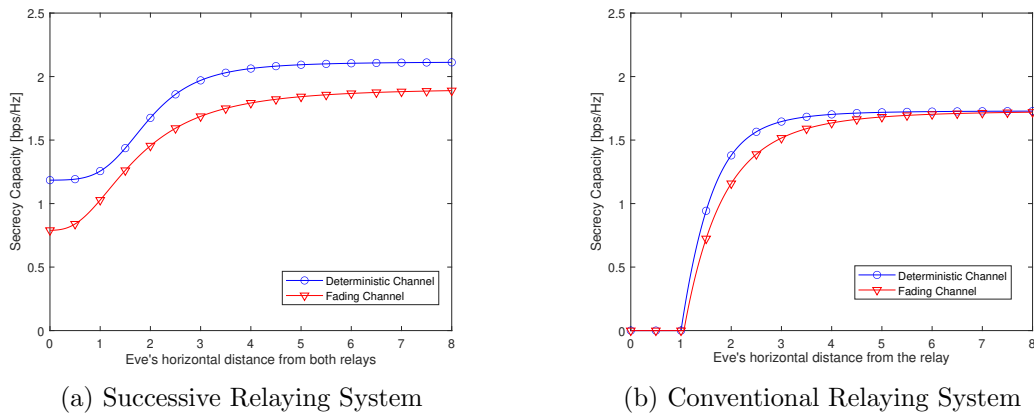 2.5
2
1.5
1
0.5
0
Secrecy Capacity [bps/Hz]
Deterministic Channel
Fading Channel
0 1 2 3 4 5 6 7 8
Eve's horizontal distance from both relays
(a) Successive Relaying System
2.5
2
1.5
1
0.5
0
Secrecy Capacity [bps/Hz]
Deterministic Channel
Fading Channel
0 1 2 3 4 5 6 7 8
Eve's horizontal distance from the relay
(b) Conventional Relaying System